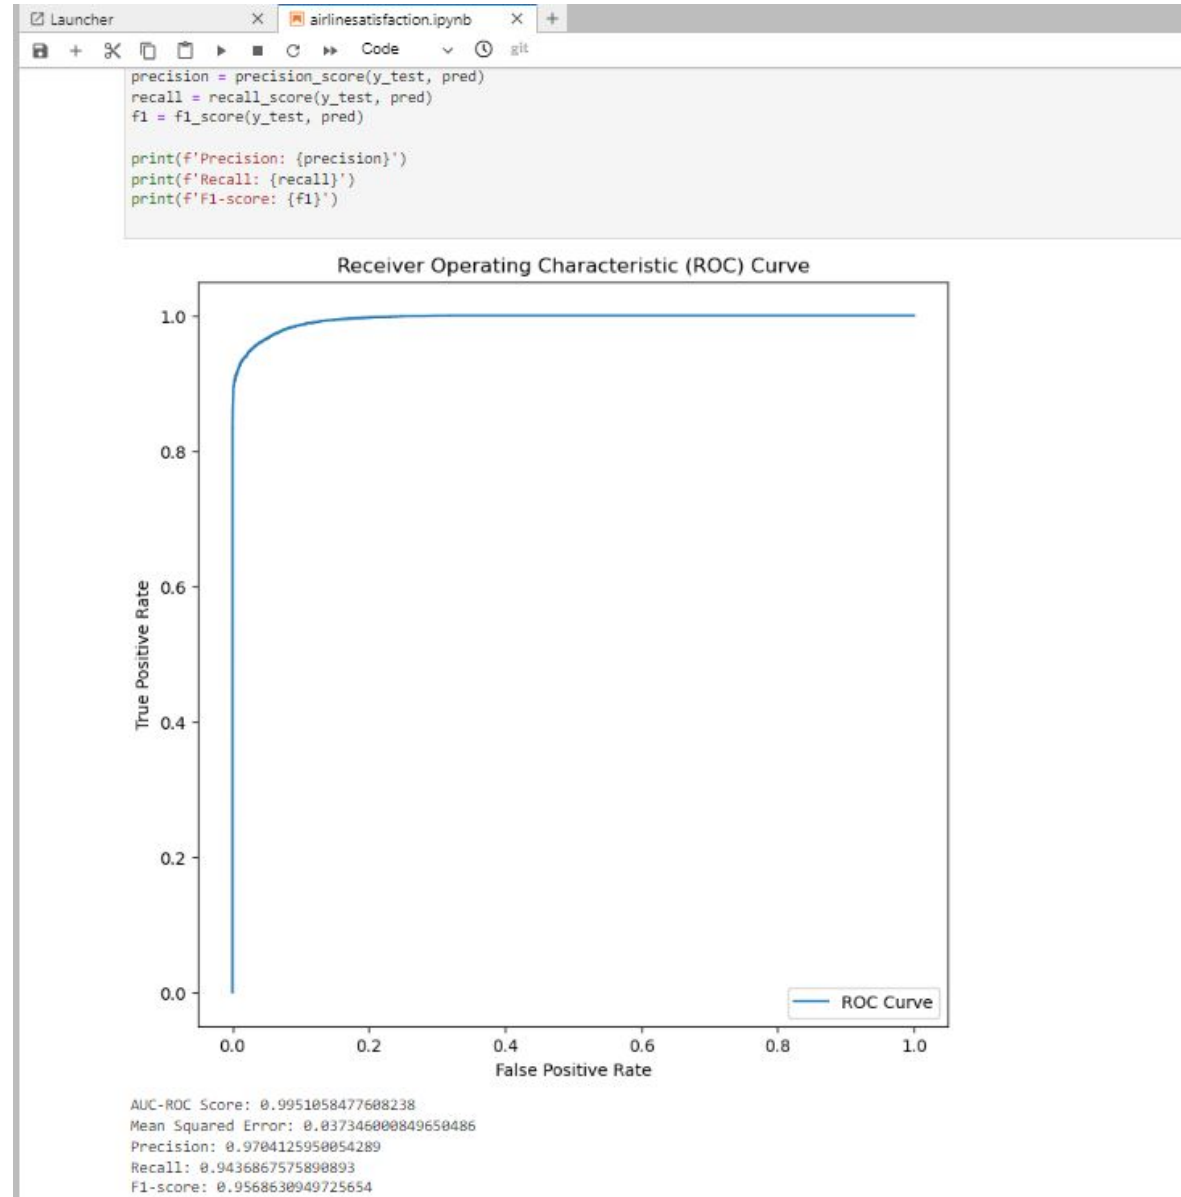 Launcher
airlinesatisfaction.ipynb
Code
git
precision = precision_score(y_test, pred)
recall = recall_score(y_test, pred)
f1 = f1_score(y_test, pred)
print(f'Precision: {precision}')
print(f'Recall: {recall}')
print(f'F1-score: {f1}')
Receiver Operating Characteristic (ROC) Curve
1.0
0.8
0.6
0.4
0.2
0.0
True Positive Rate
ROC Curve
0.0 0.2 0.4 0.6 0.8 1.0
False Positive Rate
AUC-ROC Score: 0.9951058477608238
Mean Squared Error: 0.037346000849650486
Precision: 0.9704125950054289
Recall: 0.9436867575890893
F1-score: 0.9568630949725654